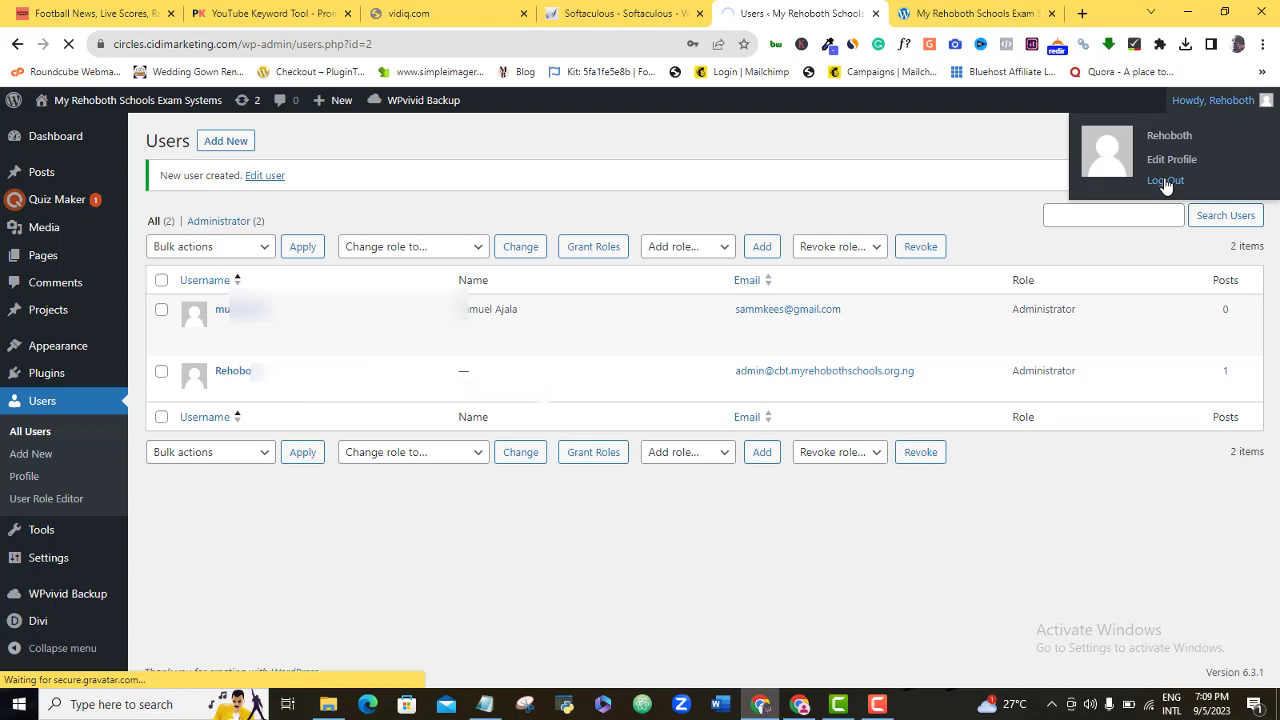 Football News, Live Scores, R
YouTube Keyword Tool - Pro
vidiq.com
Softaculous - Softaculous - W
Users ‹ My Rehoboth Schools
My Rehoboth Schools Exam S
circles.cidimarketing.com/wp-admin/users.php?id=2
Roundcube Webma...
Wedding Gown Ren...
Checkout – PluginT...
www.simpleimager...
Blog
Kit: 5fa1fe5e8b | Fo...
Login | Mailchimp
Campaigns | Mailch...
Bluehost Affiliate L...
Quora - A place to...
»
My Rehoboth Schools Exam Systems
2
0
New
WPvivid Backup
Howdy, Rehoboth
Rehoboth
Edit Profile
Log Out
Dashboard
Posts
Quiz Maker 1
Media
Pages
Comments
Projects
Appearance
Plugins
Users
All Users
Add New
Profile
User Role Editor
Tools
Settings
WPvivid Backup
Divi
Collapse menu
Users
Add New
New user created. Edit user
All (2) | Administrator (2)
Search Users
Bulk actions
Apply
Change role to...
Change
Grant Roles
Add role...
Add
Revoke role...
Revoke
2 items
Username
Name
Email
Role
Posts
mu
muel Ajala
sammkees@gmail.com
Administrator
0
Rehobo
—
admin@cbt.myrehobothschools.org.ng
Administrator
1
Username
Name
Email
Role
Posts
Bulk actions
Apply
Change role to...
Change
Grant Roles
Add role...
Add
Revoke role...
Revoke
2 items
Activate Windows
Go to Settings to activate Windows.
Version 6.3.1
Waiting for secure.gravatar.com...
Type here to search
1
27°C
ENG
INTL
7:09 PM
9/5/2023